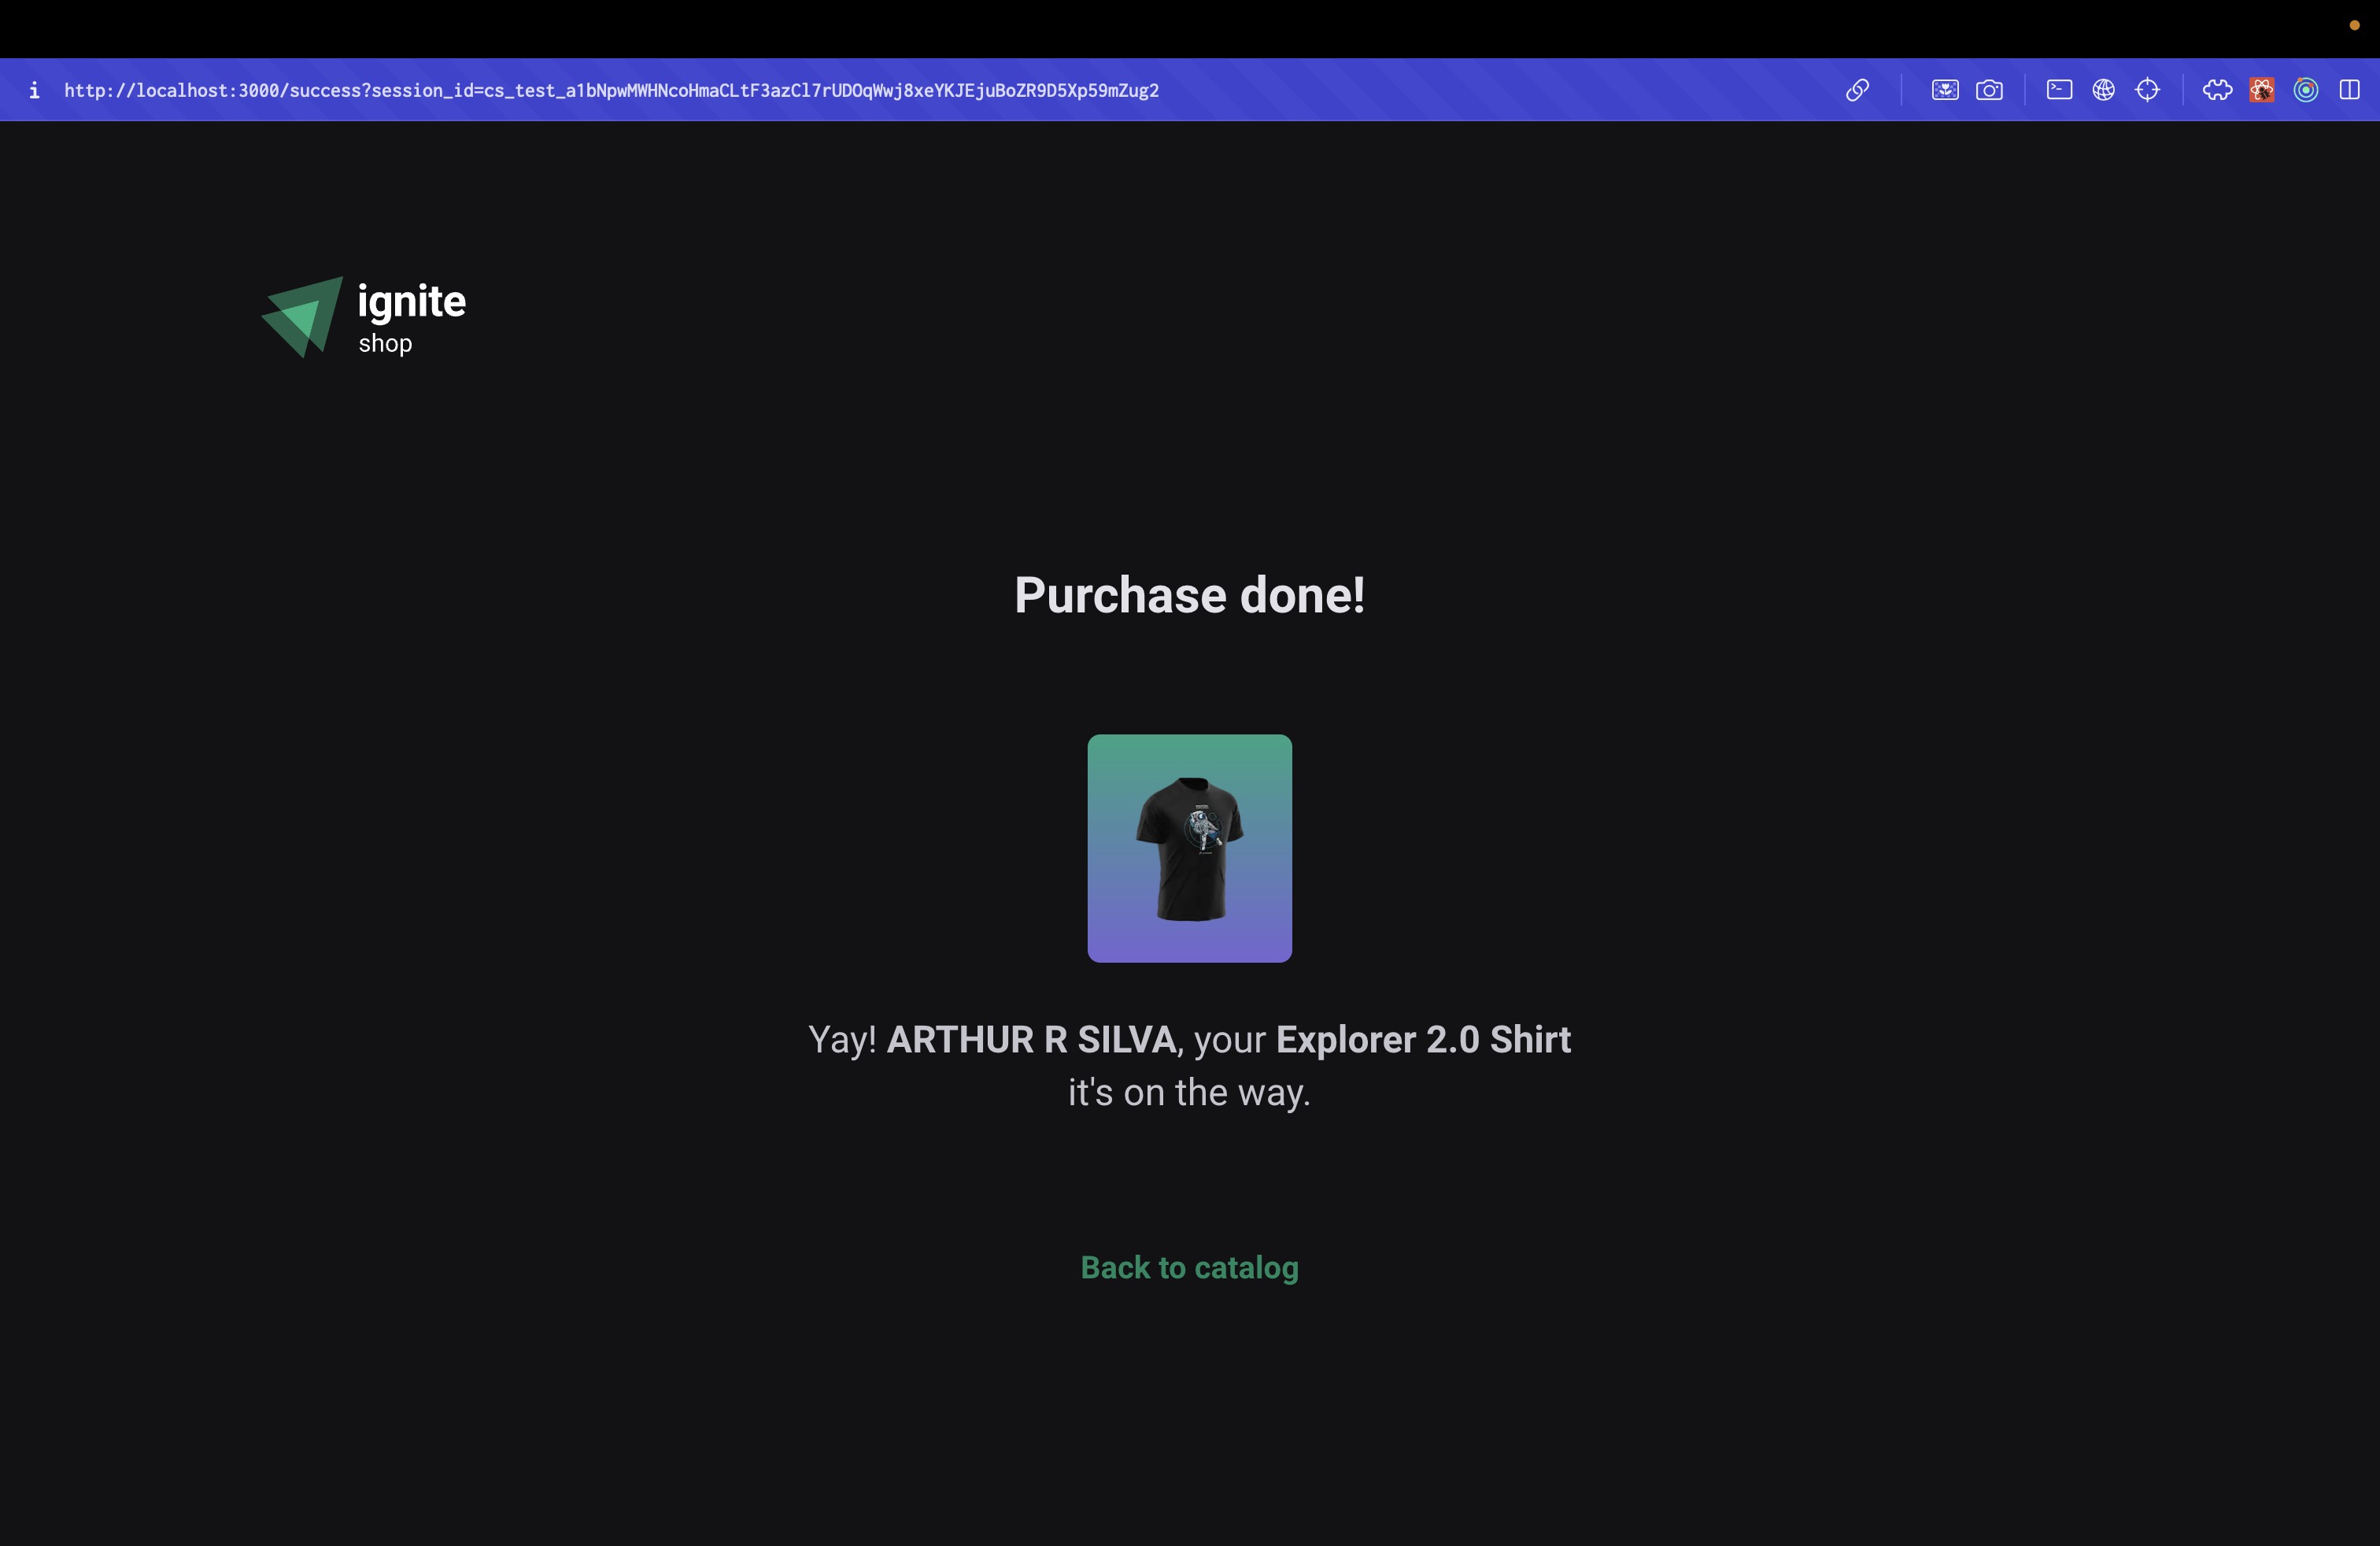 http://localhost:3000/success?session_id=cs_test_a1bNpwMWHNcoHmaCLtF3azCl7rUDOqWwj8xeYKJEjuBoZR9D5Xp59mZug2
ignite
shop
Purchase done!
Yay! ARTHUR R SILVA, your Explorer 2.0 Shirt
it's on the way.
Back to catalog